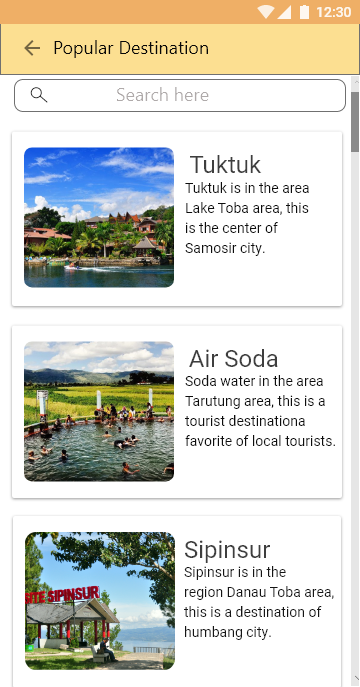 12:30
Popular Destination
Search here
Tuktuk
Tuktuk is in the area
Lake Toba area, this
is the center of
Samosir city.
Air Soda
Soda water in the area
Tarutung area, this is a
tourist destinationa
favorite of local tourists.
SITE SIPINSUR
Sipinsur
Sipinsur is in the
region Danau Toba area,
this is a destination of
humbang city.